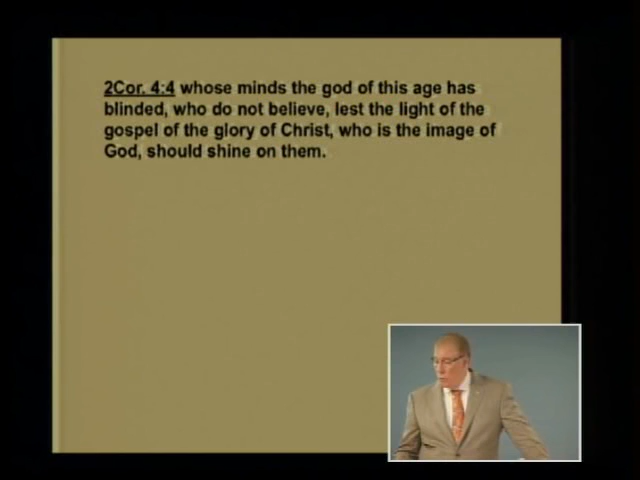 2Cor. 4:4 whose minds the god of this age has
blinded, who do not believe, lest the light of the
gospel of the glory of Christ, who is the image of
God, should shine on them.